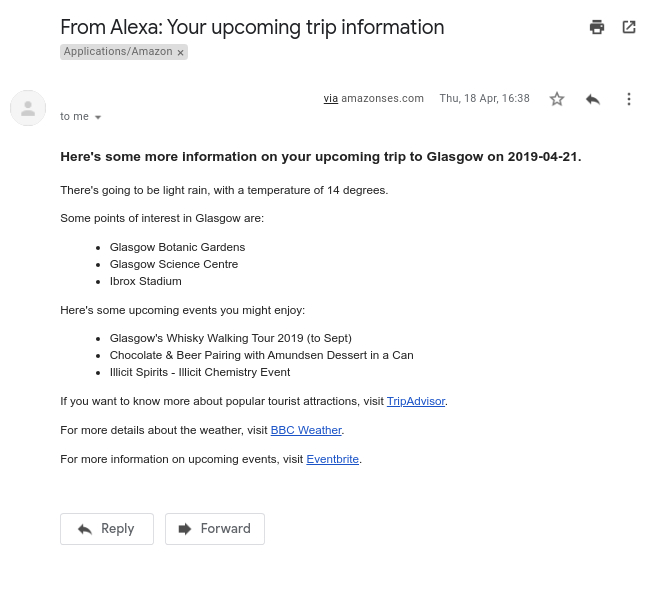 From Alexa: Your upcoming trip information
Applications/Amazon ×
via amazonses.com Thu, 18 Apr, 16:38
to me
Here's some more information on your upcoming trip to Glasgow on 2019-04-21.
There's going to be light rain, with a temperature of 14 degrees.
Some points of interest in Glasgow are:
• Glasgow Botanic Gardens
• Glasgow Science Centre
• Ibrox Stadium
Here's some upcoming events you might enjoy:
• Glasgow's Whisky Walking Tour 2019 (to Sept)
• Chocolate & Beer Pairing with Amundsen Dessert in a Can
• Illicit Spirits - Illicit Chemistry Event
If you want to know more about popular tourist attractions, visit TripAdvisor.
For more details about the weather, visit BBC Weather.
For more information on upcoming events, visit Eventbrite.
Reply Forward